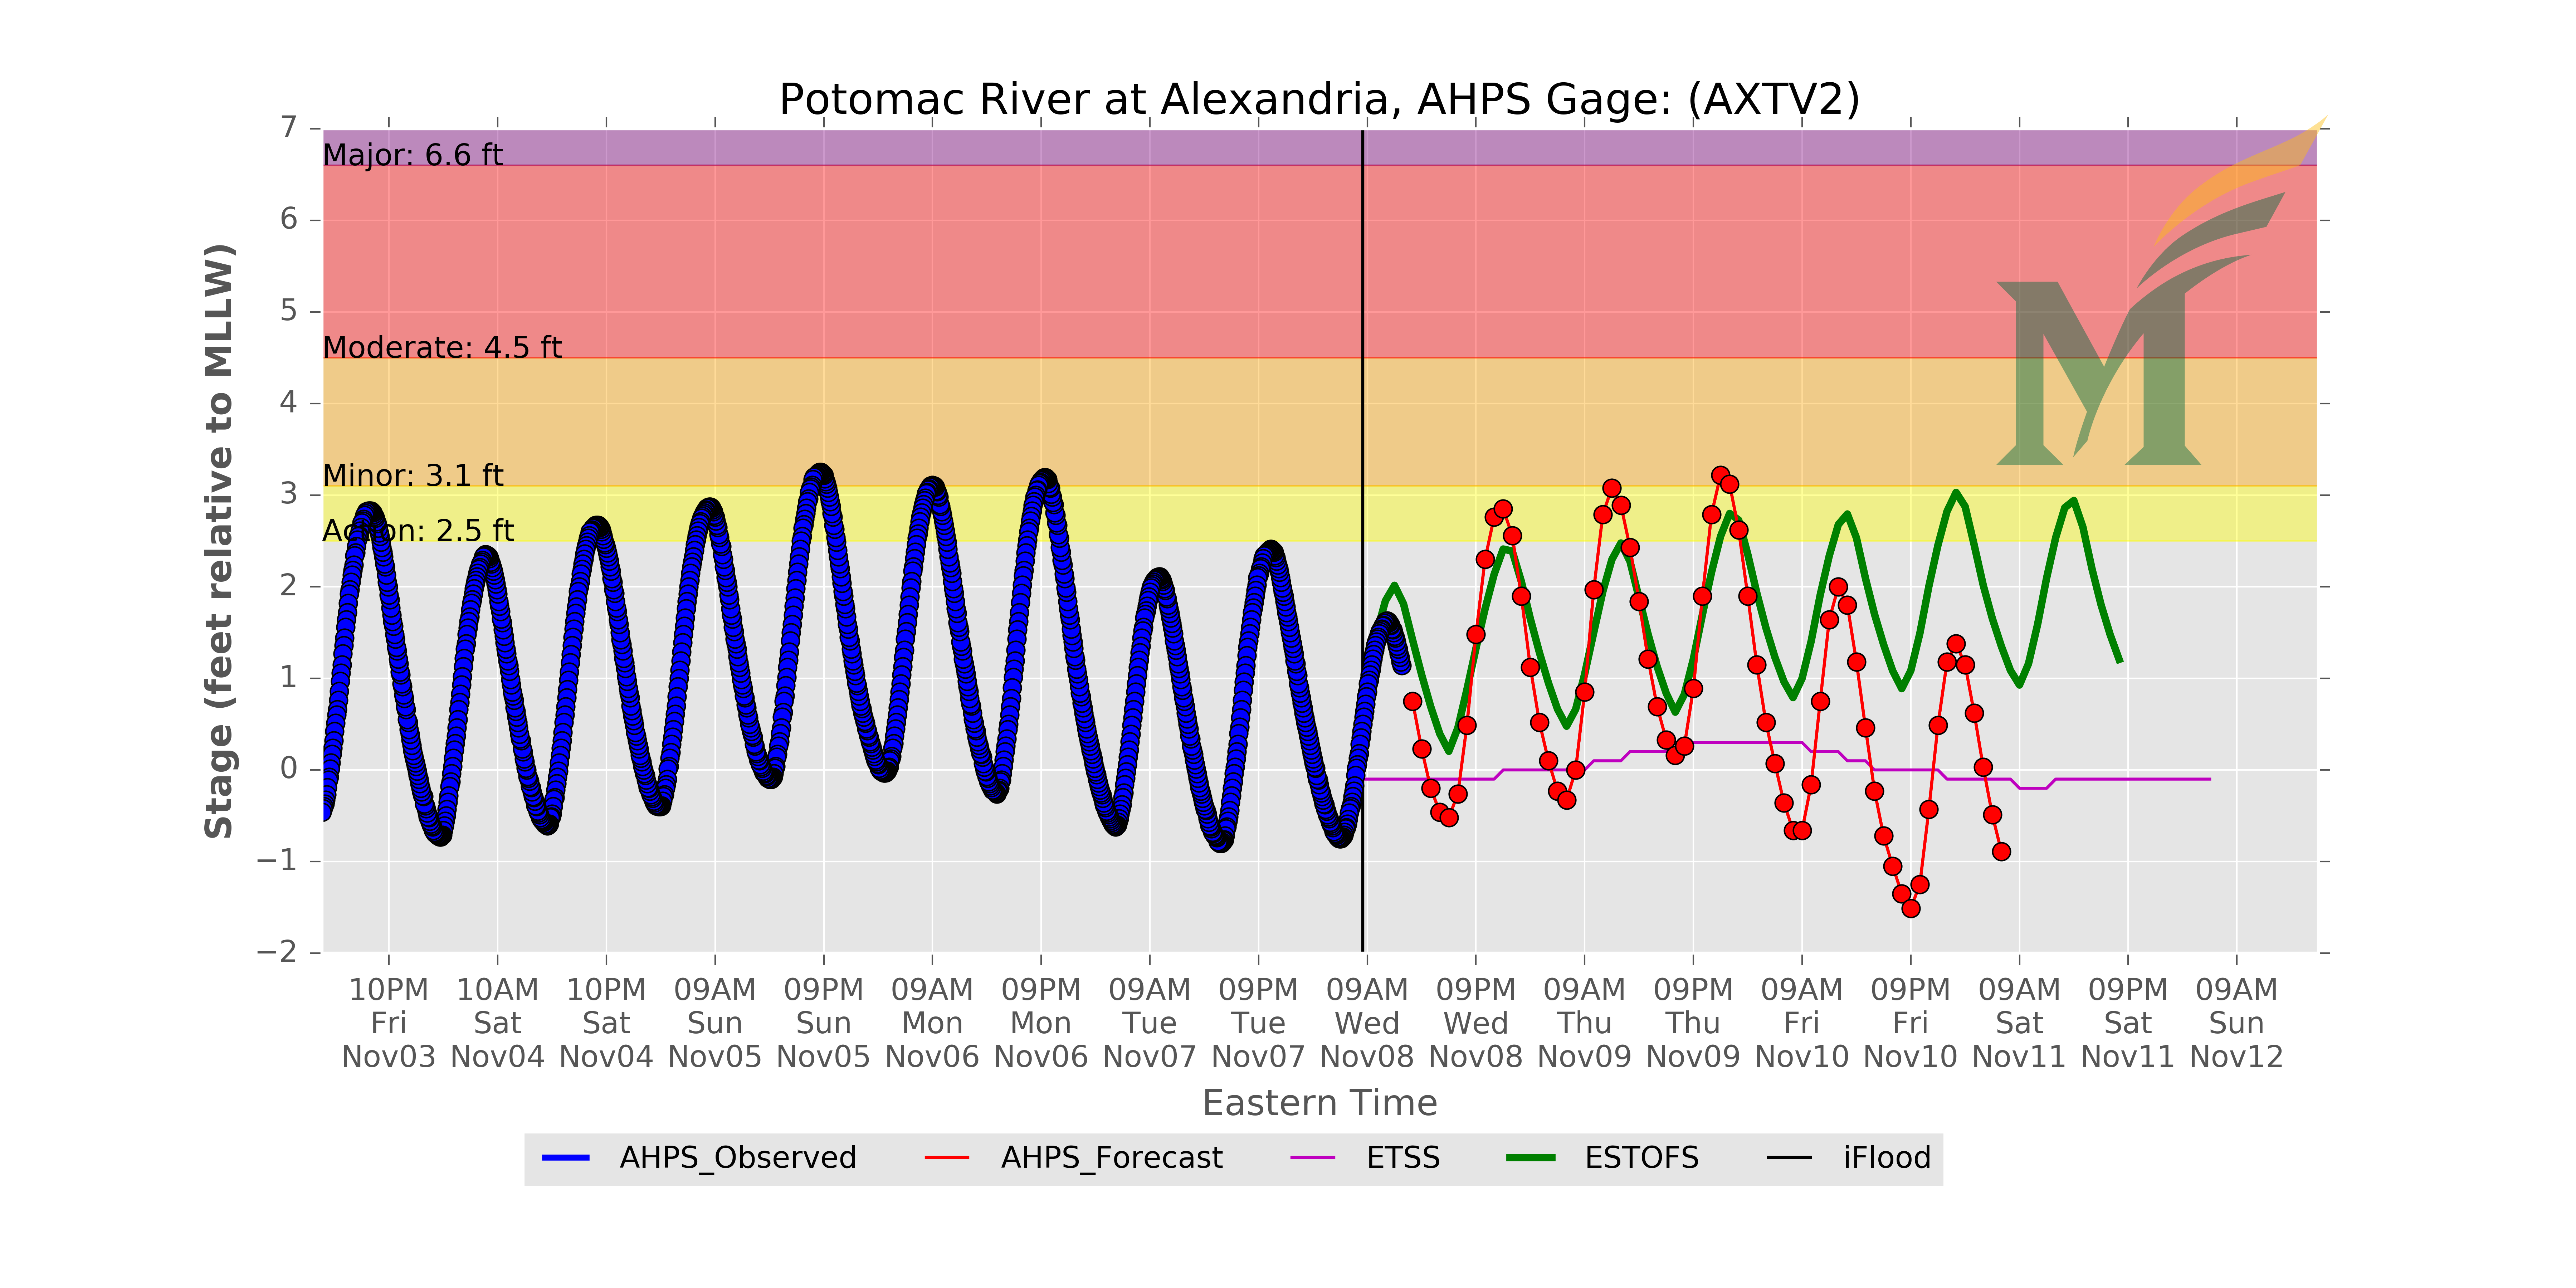 Potomac River at Alexandria, AHPS Gage: (AXTV2)
Stage (feet relative to MLLW)
7
6
5
4
3
2
1
0
−1
−2
Major: 6.6 ft
Moderate: 4.5 ft
Minor: 3.1 ft
Action: 2.5 ft
M
10PM 10AM 10PM 09AM 09PM 09AM 09PM 09AM 09PM 09AM 09PM 09AM 09PM 09AM 09PM 09AM 09PM 09AM
Fri Sat Sat Sun Sun Mon Mon Tue Tue Wed Wed Thu Thu Fri Fri Sat Sat Sun
Nov03 Nov04 Nov04 Nov05 Nov05 Nov06 Nov06 Nov07 Nov07 Nov08 Nov08 Nov09 Nov09 Nov10 Nov10 Nov11 Nov11 Nov12
Eastern Time
AHPS_Observed AHPS_Forecast ETSS ESTOFS iFlood